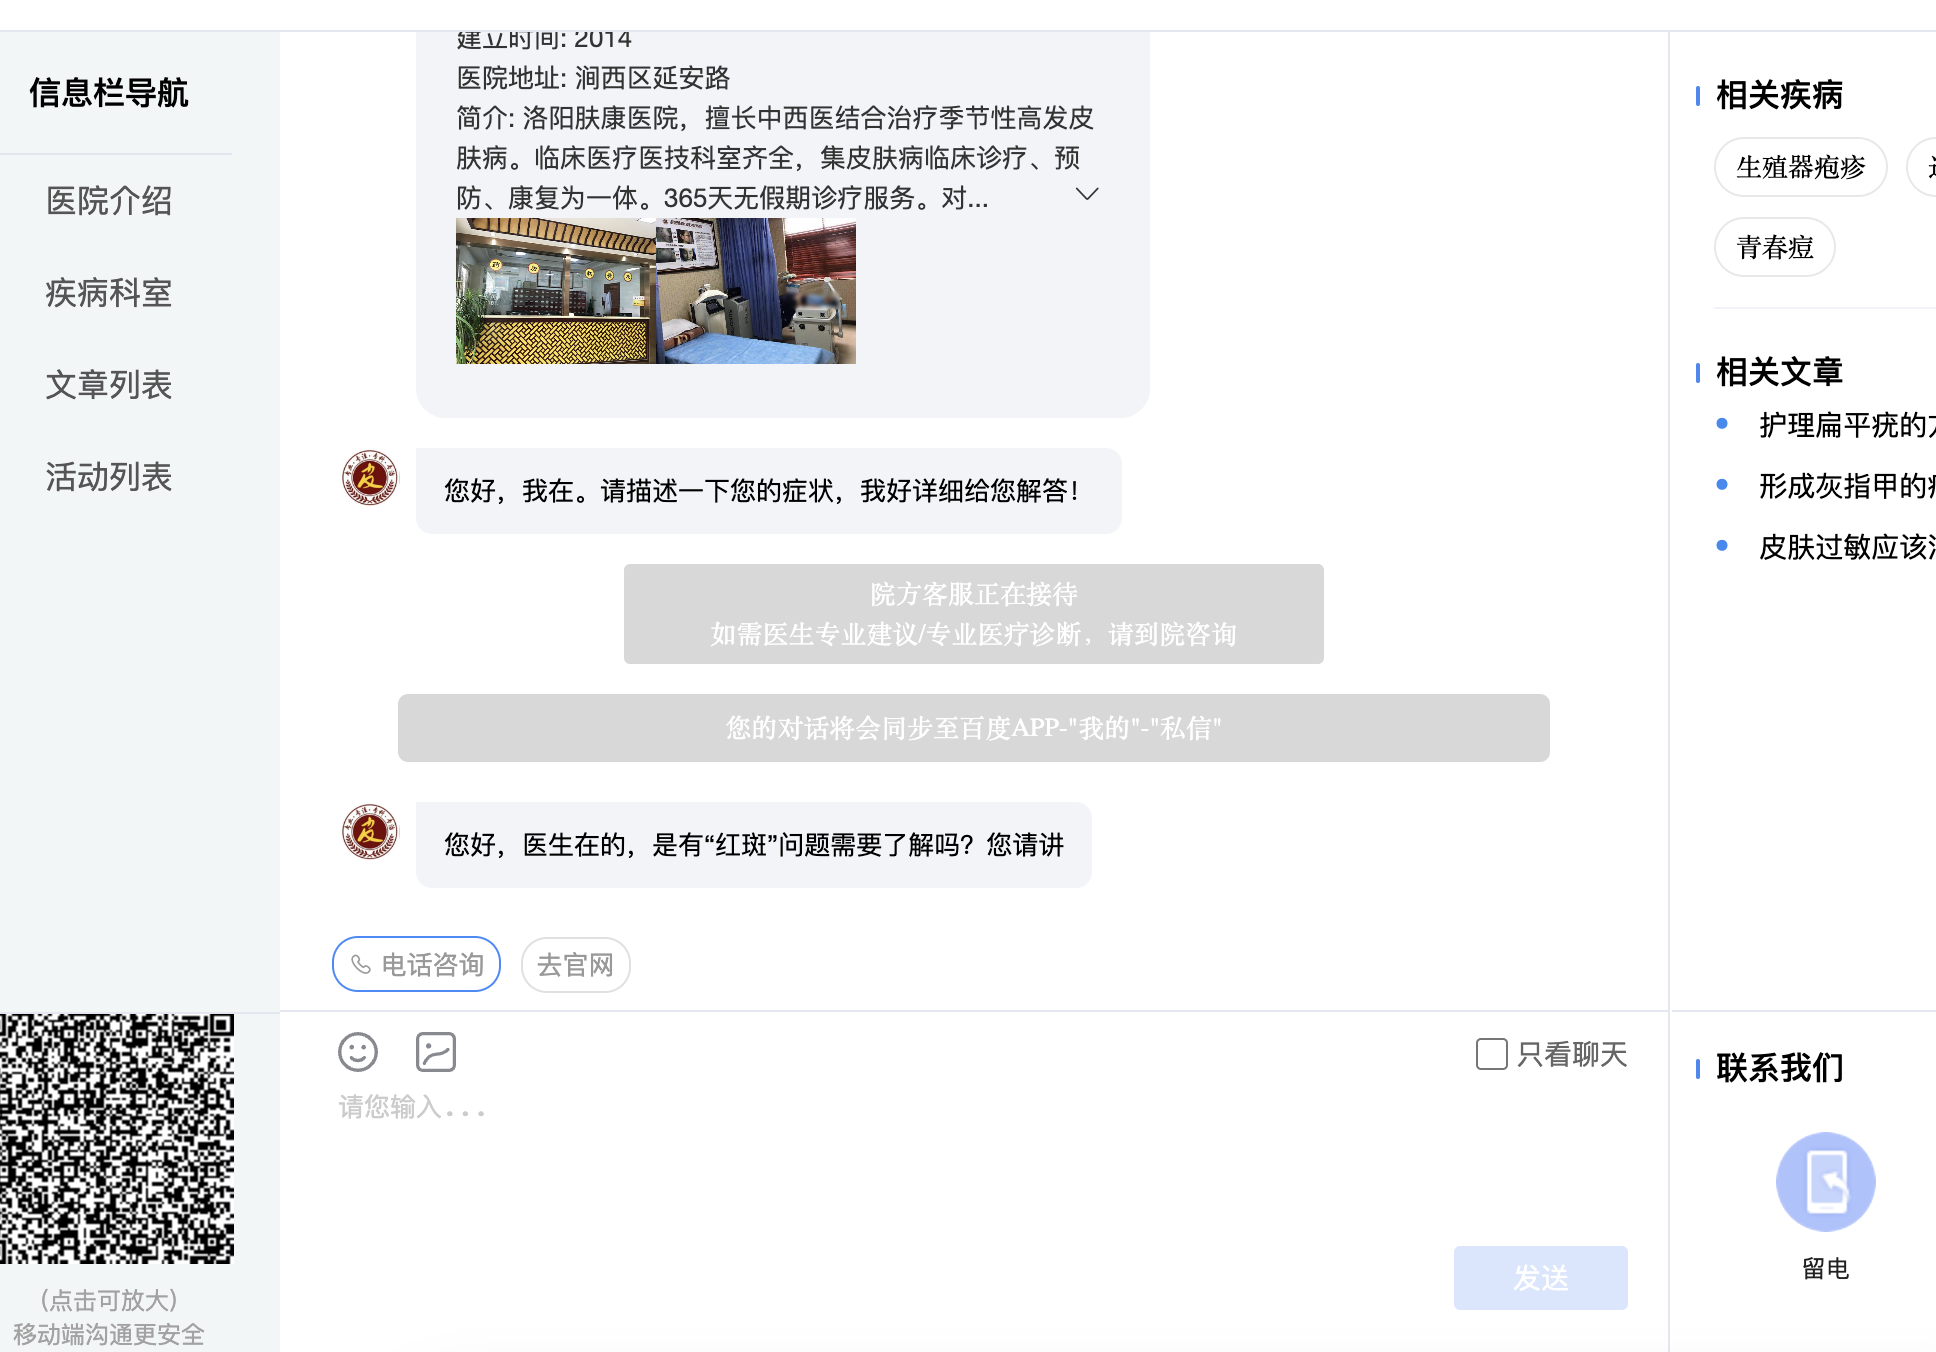 信息栏导航
医院介绍
疾病科室
文章列表
活动列表
(点击可放大)
移动端沟通更安全
建立时间: 2014
医院地址: 涧西区延安路
简介: 洛阳肤康医院，擅长中西医结合治疗季节性高发皮
肤病。临床医疗医技科室齐全，集皮肤病临床诊疗、预
防、康复为一体。365天无假期诊疗服务。对...
您好，我在。请描述一下您的症状，我好详细给您解答！
院方客服正在接待
如需医生专业建议/专业医疗诊断，请到院咨询
您的对话将会同步至百度APP-"我的"-"私信"
您好，医生在的，是有“红斑”问题需要了解吗？您请讲
电话咨询
去官网
只看聊天
请您输入...
发送
相关疾病
生殖器疱疹
青春痘
相关文章
护理扁平疣的
形成灰指甲的
皮肤过敏应该
联系我们
留电